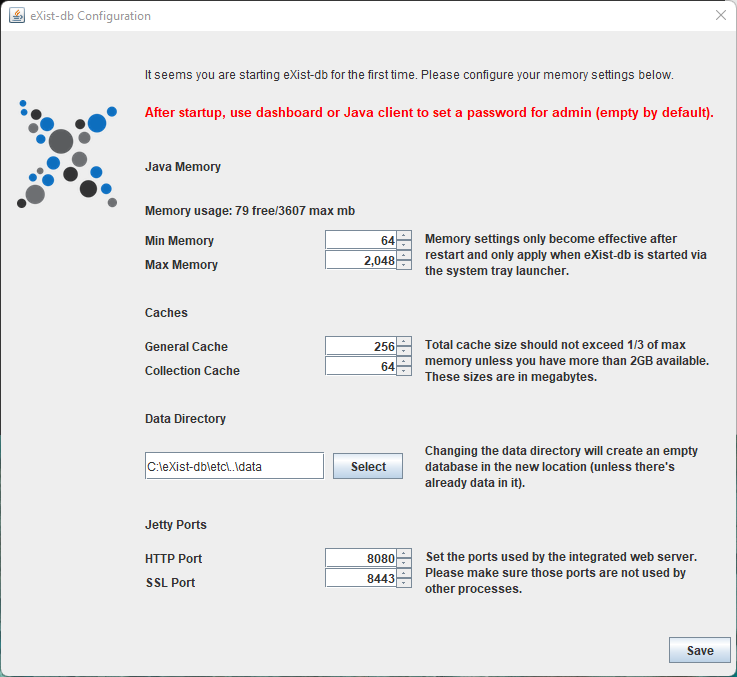 eXist-db Configuration
It seems you are starting eXist-db for the first time. Please configure your memory settings below.
After startup, use dashboard or Java client to set a password for admin (empty by default).
Java Memory
Memory usage: 79 free/3607 max mb
Min Memory
64
Max Memory
2,048
Memory settings only become effective after
restart and only apply when eXist-db is started via
the system tray launcher.
Caches
General Cache
256
Collection Cache
64
Total cache size should not exceed 1/3 of max
memory unless you have more than 2GB available.
These sizes are in megabytes.
Data Directory
C:\eXist-db\etc\..\data
Select
Changing the data directory will create an empty
database in the new location (unless there's
already data in it).
Jetty Ports
HTTP Port
8080
SSL Port
8443
Set the ports used by the integrated web server.
Please make sure those ports are not used by
other processes.
Save